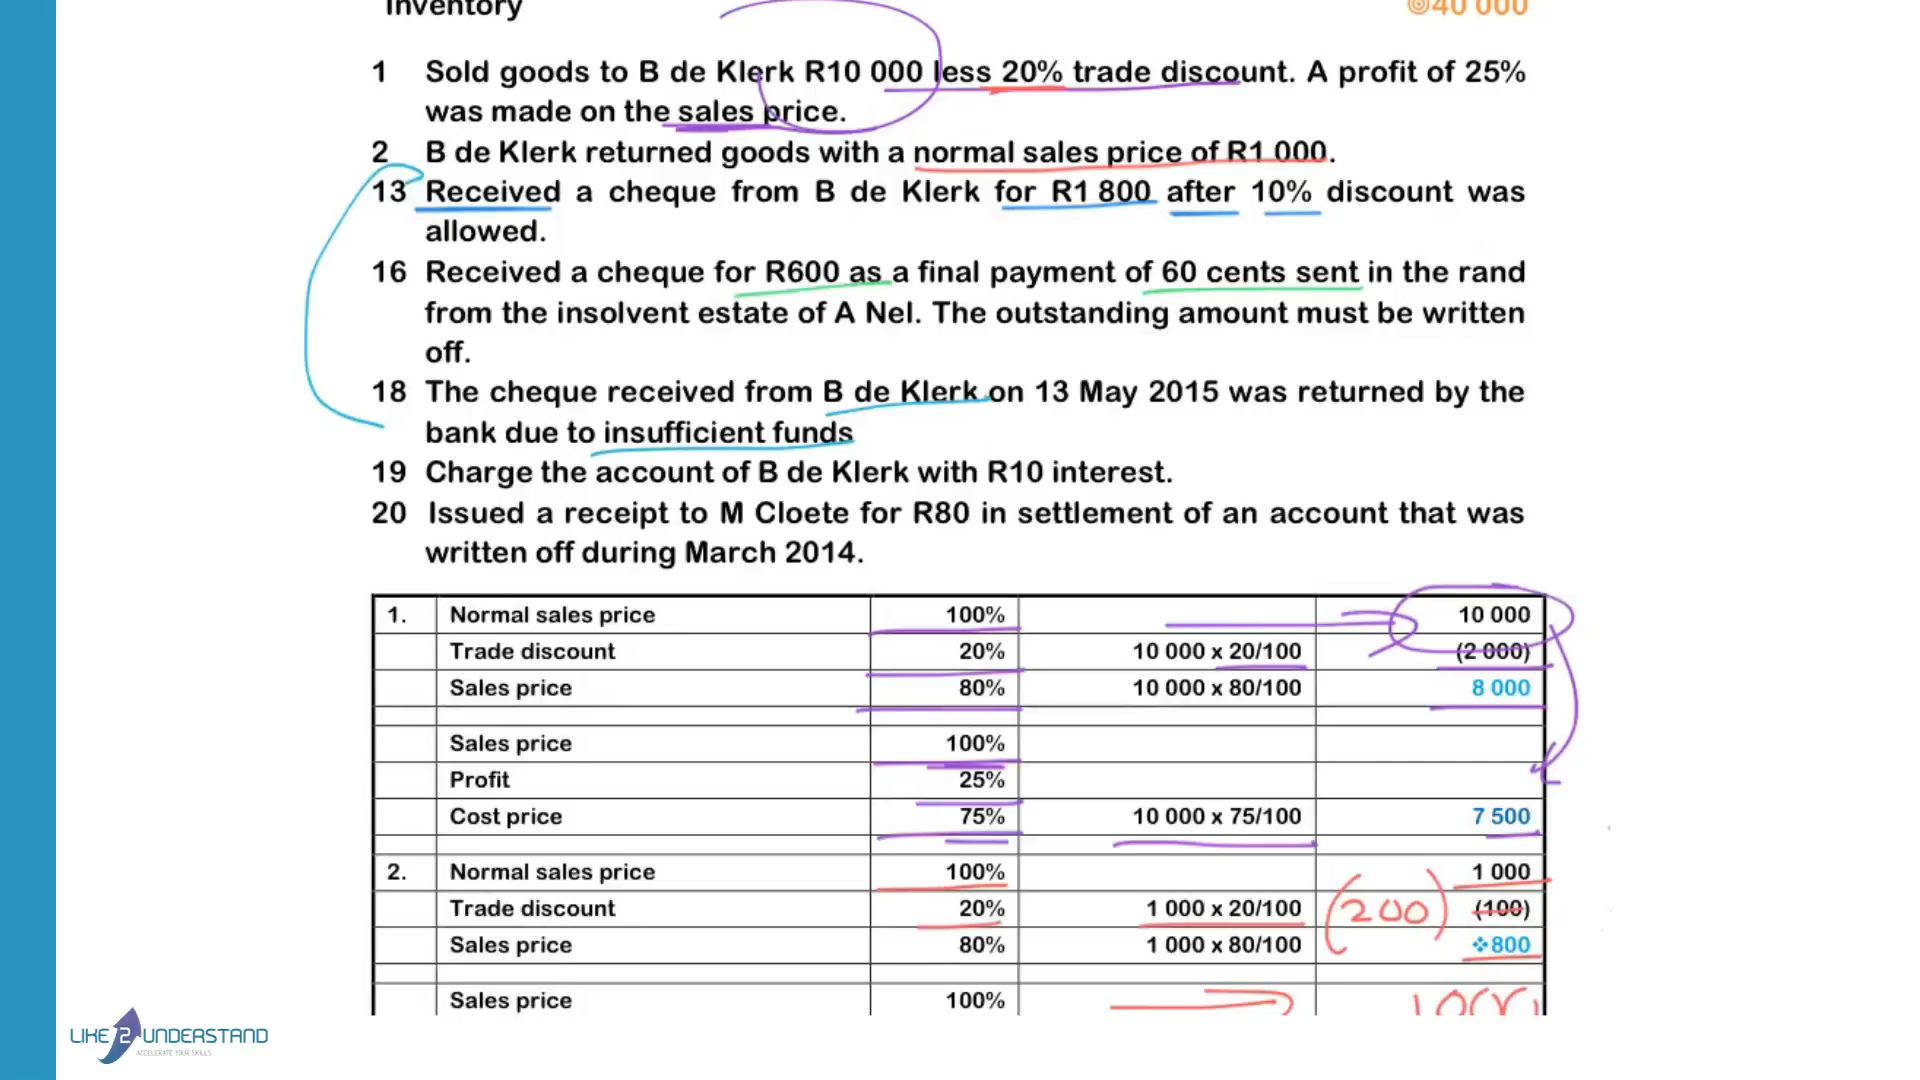 Inventory 40 000
1 Sold goods to B de Klerk R10 000 less 20% trade discount. A profit of 25%
was made on the sales price.
2 B de Klerk returned goods with a normal sales price of R1 000.
13 Received a cheque from B de Klerk for R1 800 after 10% discount was
allowed.
16 Received a cheque for R600 as a final payment of 60 cents sent in the rand
from the insolvent estate of A Nel. The outstanding amount must be written
off.
18 The cheque received from B de Klerk on 13 May 2015 was returned by the
bank due to insufficient funds
19 Charge the account of B de Klerk with R10 interest.
20 Issued a receipt to M Cloete for R80 in settlement of an account that was
written off during March 2014.
1. Normal sales price 100% 10 000
Trade discount 20% 10 000 x 20/100 (2 000)
Sales price 80% 10 000 x 80/100 8 000
Sales price 100%
Profit 25%
Cost price 75% 10 000 x 75/100 7 500
2. Normal sales price 100% 1 000
Trade discount 20% 1 000 x 20/100 (200) (100)
Sales price 80% 1 000 x 80/100 ❖800
Sales price 100%
LIKE 2 UNDERSTAND
ACCELERATE YOUR SKILLS